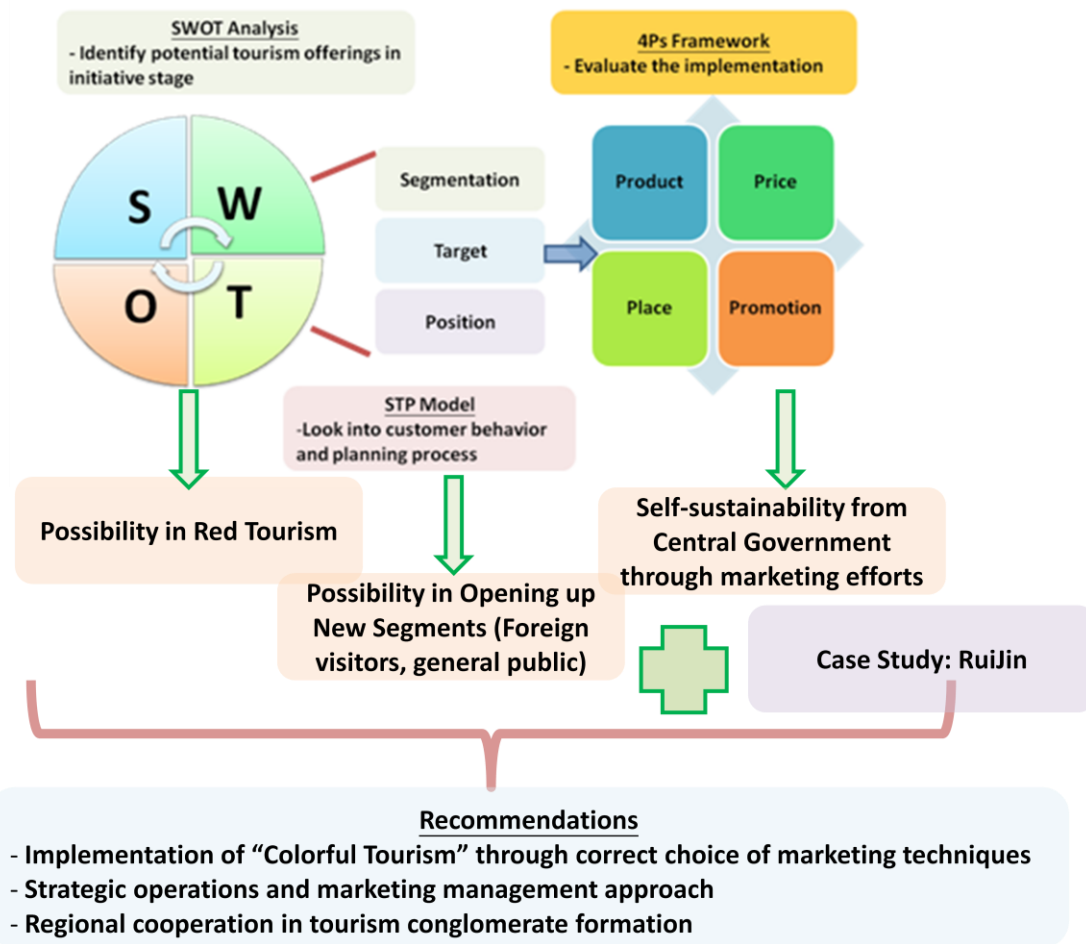 SWOT Analysis
- Identify potential tourism offerings in
initiative stage
4Ps Framework
- Evaluate the implementation
S
W
O
T
Segmentation
Target
Position
Product
Price
Place
Promotion
STP Model
-Look into customer behavior
and planning process
Possibility in Red Tourism
Possibility in Opening up
New Segments (Foreign
visitors, general public)
Self-sustainability from
Central Government
through marketing efforts
Case Study: RuiJin
Recommendations
- Implementation of “Colorful Tourism” through correct choice of marketing techniques
- Strategic operations and marketing management approach
- Regional cooperation in tourism conglomerate formation